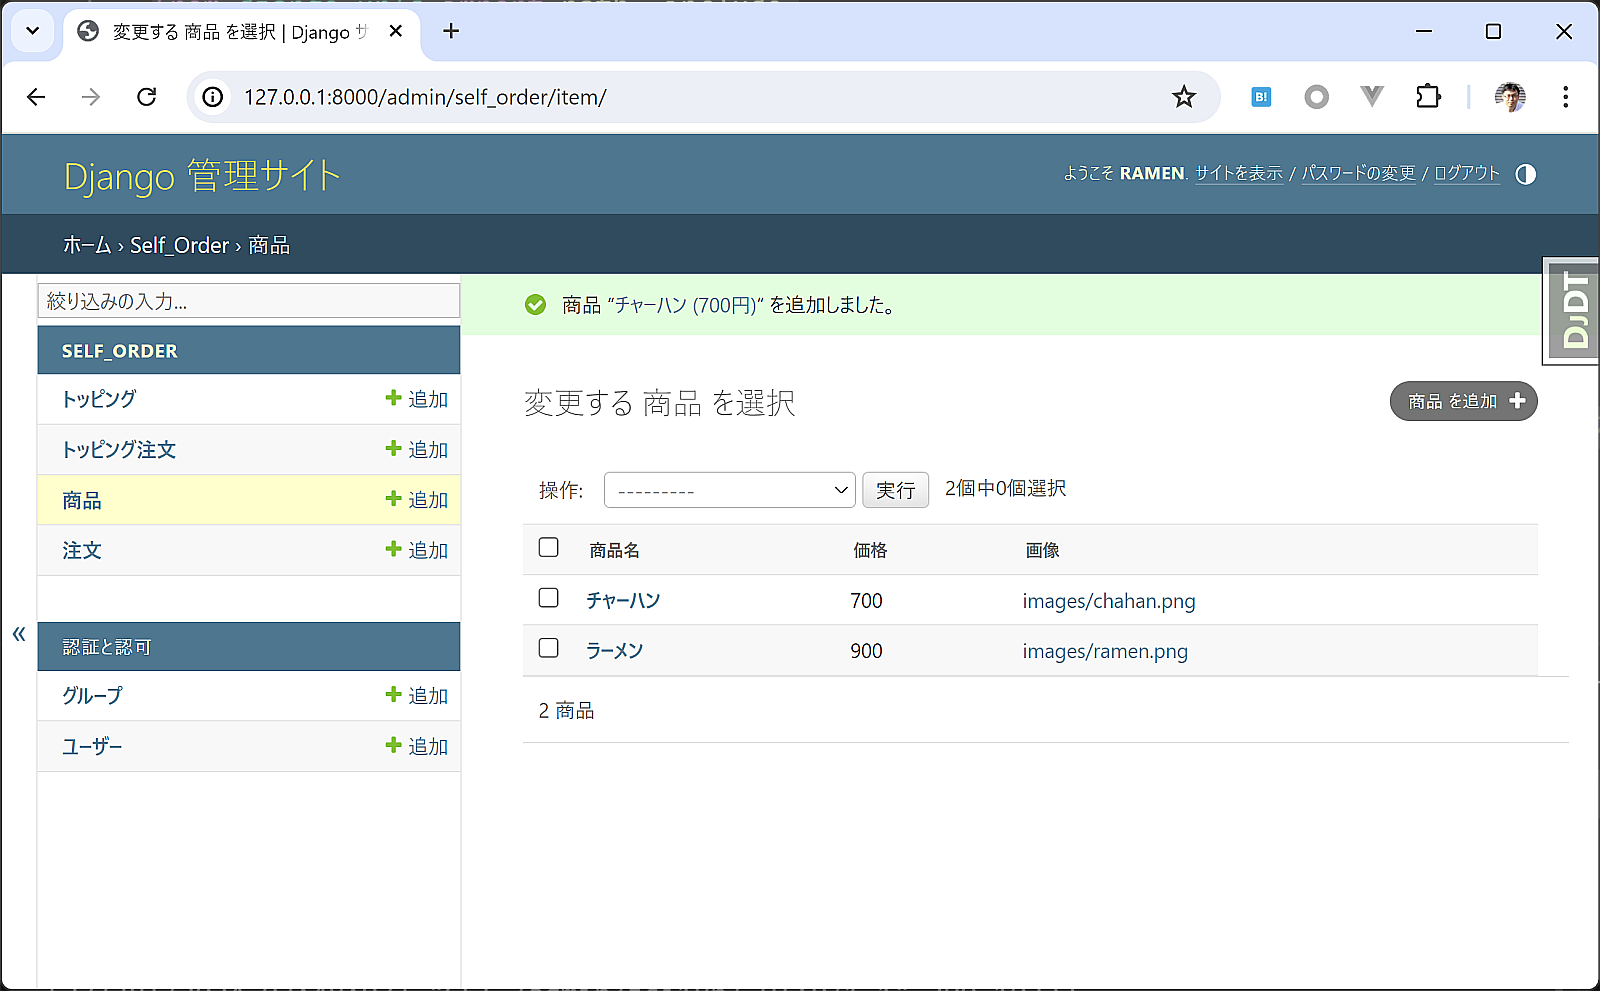 変更する 商品 を選択 | Django サ
127.0.0.1:8000/admin/self_order/item/
B!
Django 管理サイト
ようこそ RAMEN. サイトを表示 / パスワードの変更 / ログアウト
ホーム › Self_Order › 商品
DJDT
絞り込みの入力...
SELF_ORDER
トッピング 追加
トッピング注文 追加
商品 追加
注文 追加
«
認証と認可
グループ 追加
ユーザー 追加
商品 “チャーハン (700円)” を追加しました。
変更する 商品 を選択
商品 を追加
操作: --------- 実行 2個中0個選択
商品名 価格 画像
チャーハン 700 images/chahan.png
ラーメン 900 images/ramen.png
2 商品